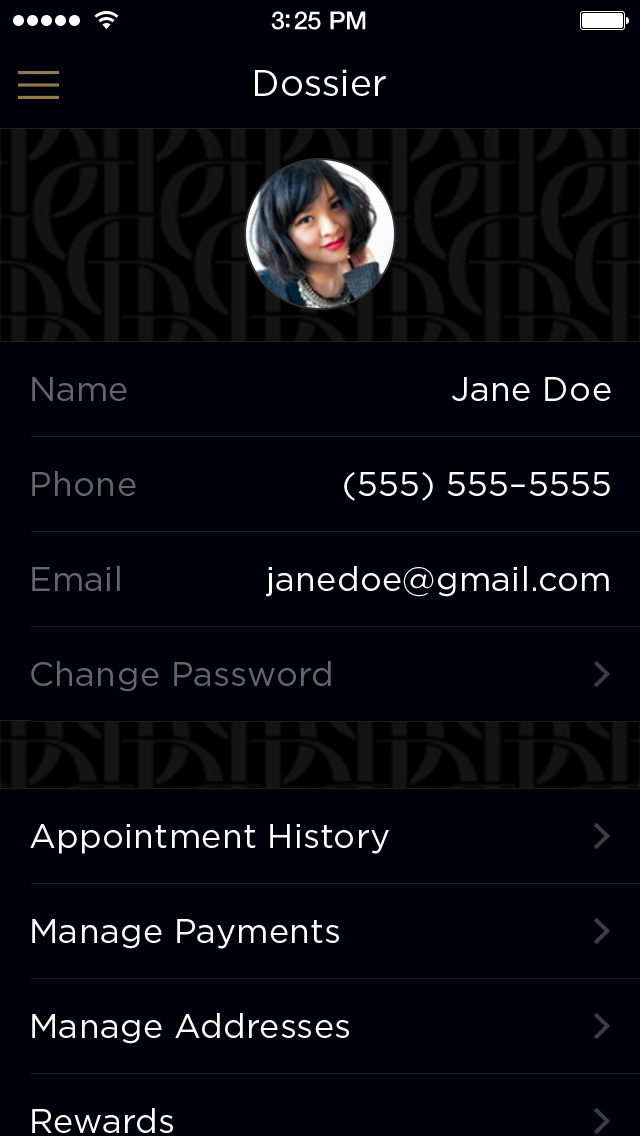 3:25 PM
Dossier
Name Jane Doe
Phone (555) 555–5555
Email janedoe@gmail.com
Change Password
Appointment History
Manage Payments
Manage Addresses
Rewards